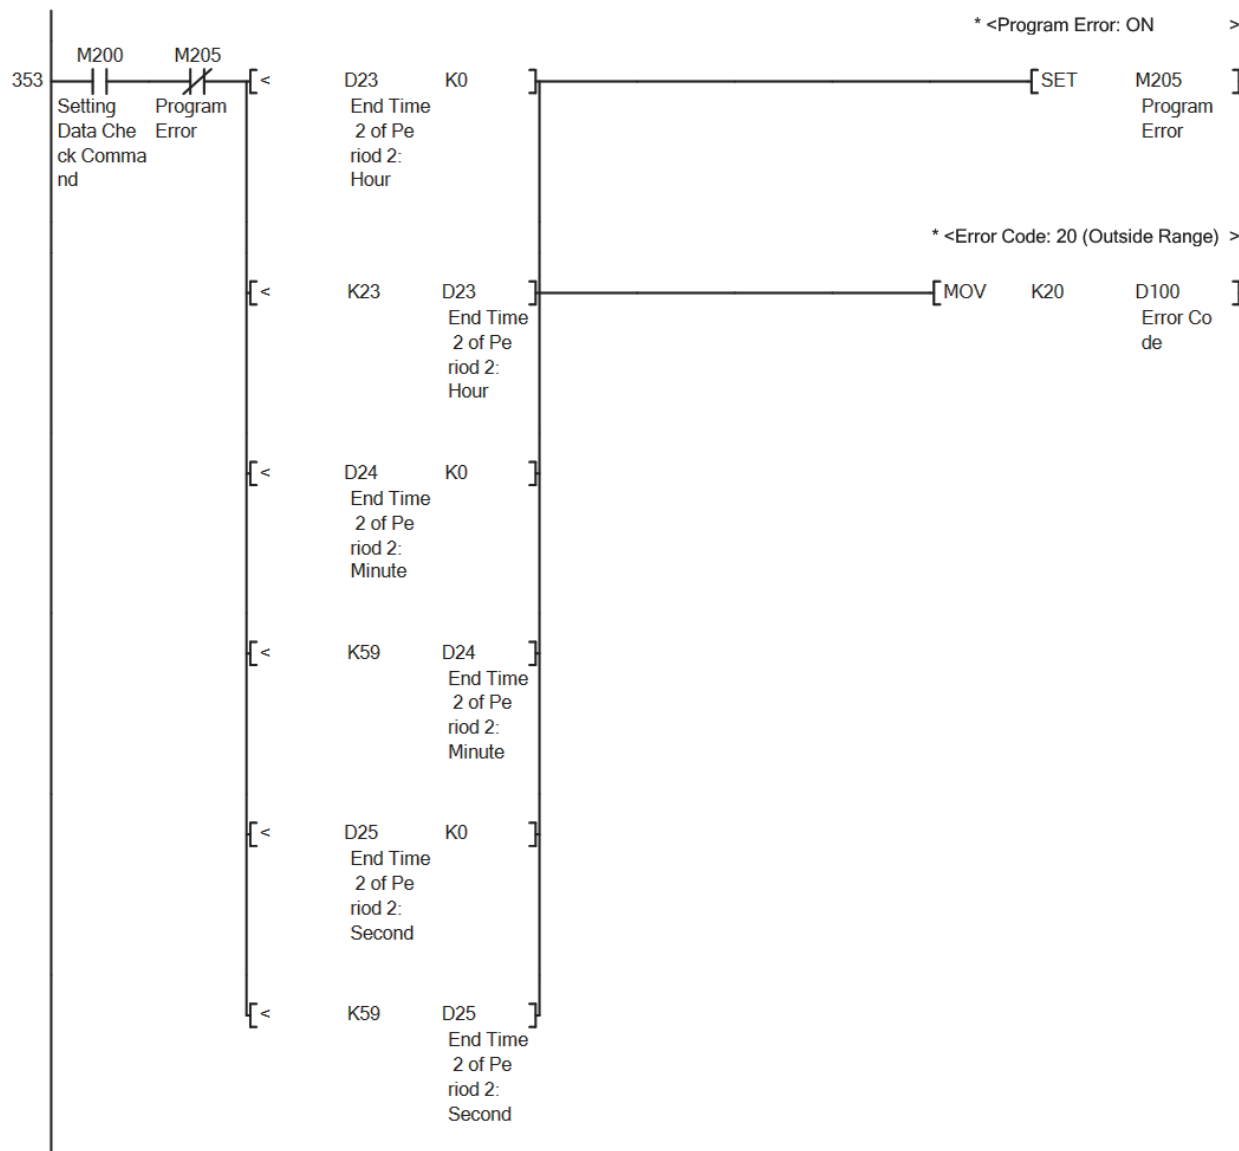 * <Program Error: ON >
M200 M205
353 [< D23 K0 ] [SET M205 ]
Setting Program End Time Program
Data Che Error 2 of Pe Error
ck Comma riod 2:
nd Hour
* <Error Code: 20 (Outside Range) >
[< K23 D23 ] [MOV K20 D100 ]
End Time Error Co
2 of Pe de
riod 2:
Hour
[< D24 K0 ]
End Time
2 of Pe
riod 2:
Minute
[< K59 D24 ]
End Time
2 of Pe
riod 2:
Minute
[< D25 K0 ]
End Time
2 of Pe
riod 2:
Second
[< K59 D25 ]
End Time
2 of Pe
riod 2:
Second